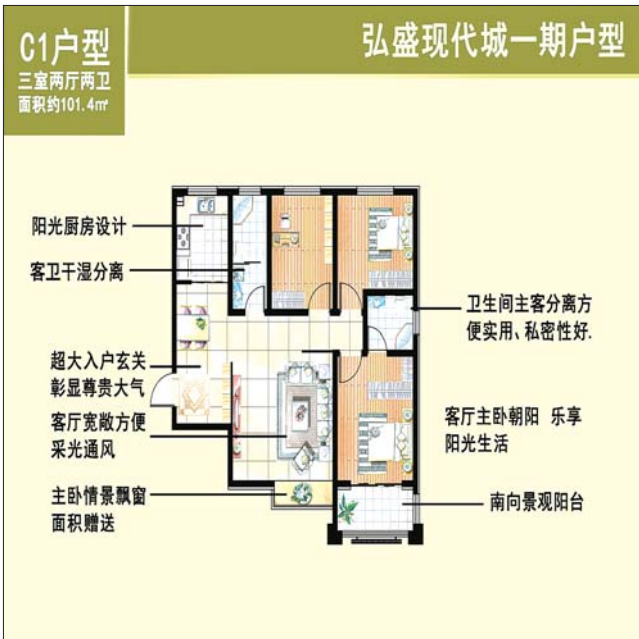 C1户型
三室两厅两卫
面积约101.4㎡
弘盛现代城一期户型
阳光厨房设计
客卫干湿分离
超大入户玄关
彰显尊贵大气
客厅宽敞方便
采光通风
主卧情景飘窗
面积赠送
卫生间主客分离方
便实用、私密性好.
客厅主卧朝阳 乐享
阳光生活
南向景观阳台